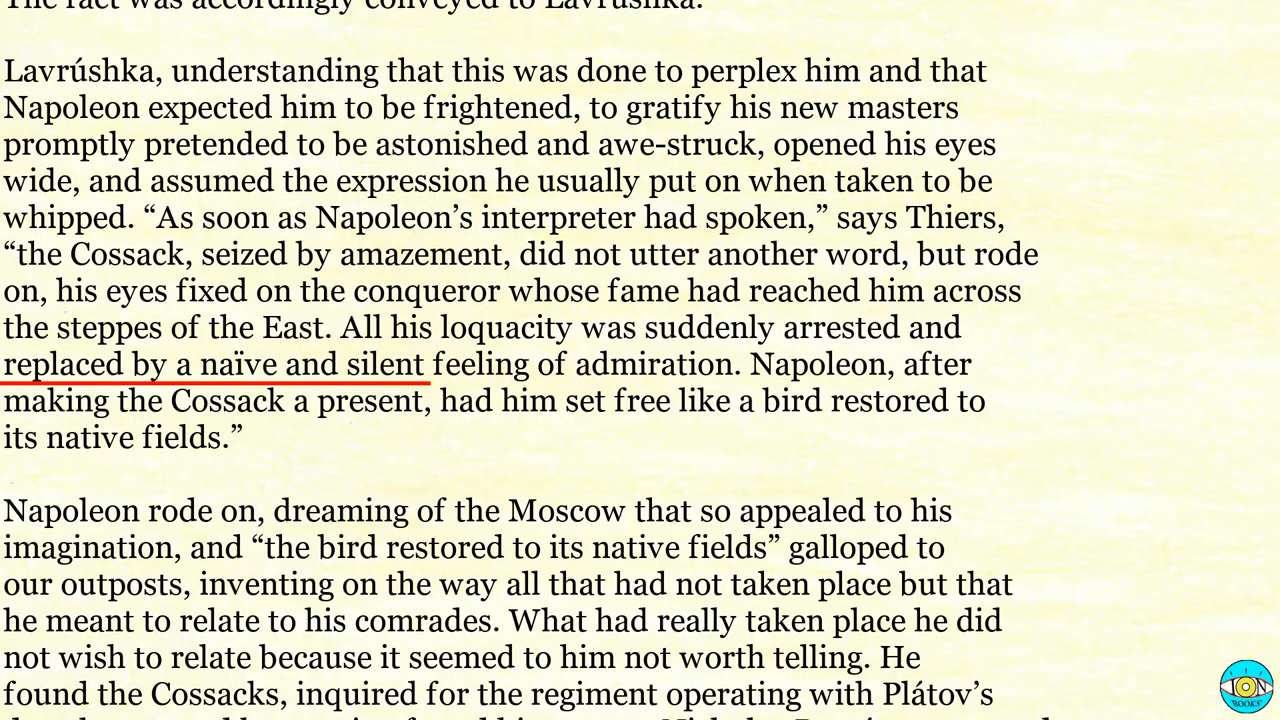 The fact was accordingly conveyed to Lavrúshka.
Lavrúshka, understanding that this was done to perplex him and that
Napoleon expected him to be frightened, to gratify his new masters
promptly pretended to be astonished and awe-struck, opened his eyes
wide, and assumed the expression he usually put on when taken to be
whipped. “As soon as Napoleon’s interpreter had spoken,” says Thiers,
“the Cossack, seized by amazement, did not utter another word, but rode
on, his eyes fixed on the conqueror whose fame had reached him across
the steppes of the East. All his loquacity was suddenly arrested and
replaced by a naïve and silent feeling of admiration. Napoleon, after
making the Cossack a present, had him set free like a bird restored to
its native fields.”
Napoleon rode on, dreaming of the Moscow that so appealed to his
imagination, and “the bird restored to its native fields” galloped to
our outposts, inventing on the way all that had not taken place but that
he meant to relate to his comrades. What had really taken place he did
not wish to relate because it seemed to him not worth telling. He
found the Cossacks, inquired for the regiment operating with Plátov’s
ION
BOOKS